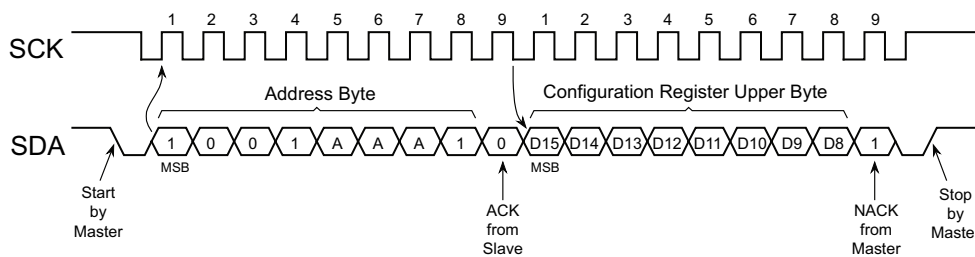 1 2 3 4 5 6 7 8 9 1 2 3 4 5 6 7 8 9
SCK
Address Byte Configuration Register Upper Byte
SDA 1 0 0 1 A A A 1 0 D15 D14 D13 D12 D11 D10 D9 D8 1
MSB MSB
Start
by
Master
ACK
from
Slave
NACK
from
Master
Stop
by
Maste